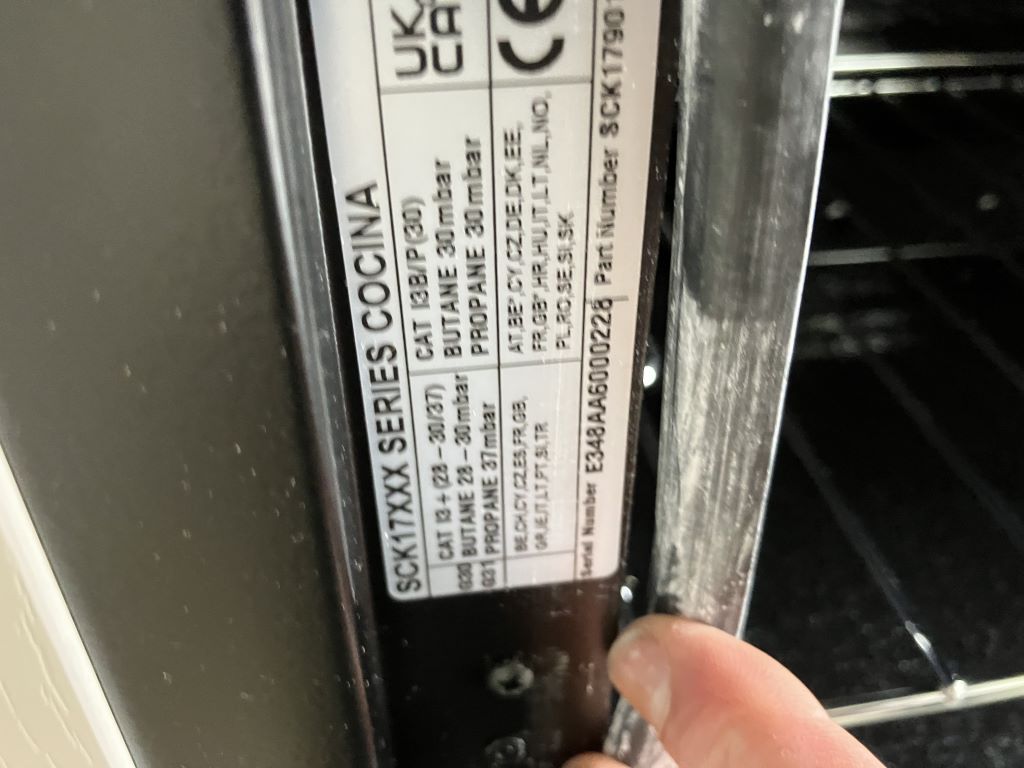 SCK17XXX SERIES COCINA
CAT I3+(28-30/37)
G30 BUTANE 28-30mbar
G31 PROPANE 37mbar
CAT I3B/P(30)
BUTANE 30mbar
PROPANE 30mbar
UK
CA
CE
BE,CH,CY,CZ,ES,FR,GB,
GR,IE,IT,LT,PT,SI,TR
AT,BE*,CY,CZ,DE,DK,EE,
FR,GB*,HR,HU,IT,LT,NL,NO,
PL,RO,SE,SI,SK
Serial Number E348AA6000226 Part Number SCK1790